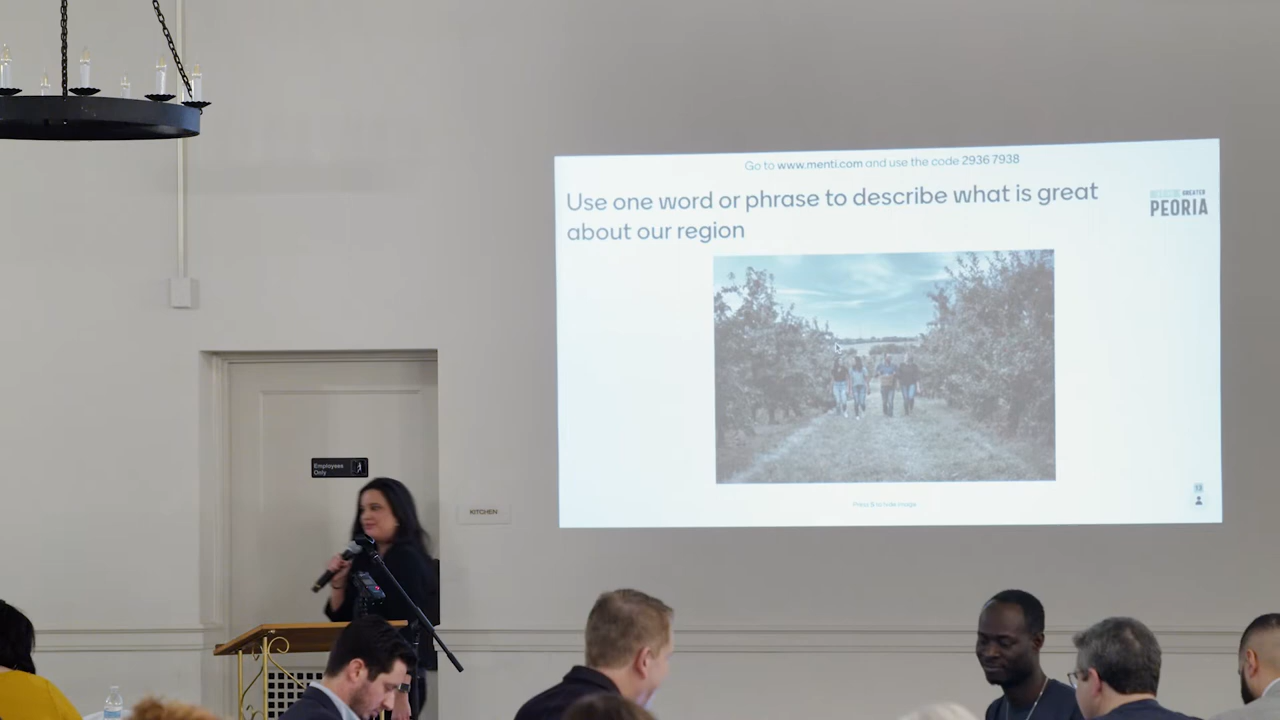 Go to www.menti.com and use the code 2936 7938
Use one word or phrase to describe what is great
about our region
GREATER
PEORIA
Employees
Only
KITCHEN